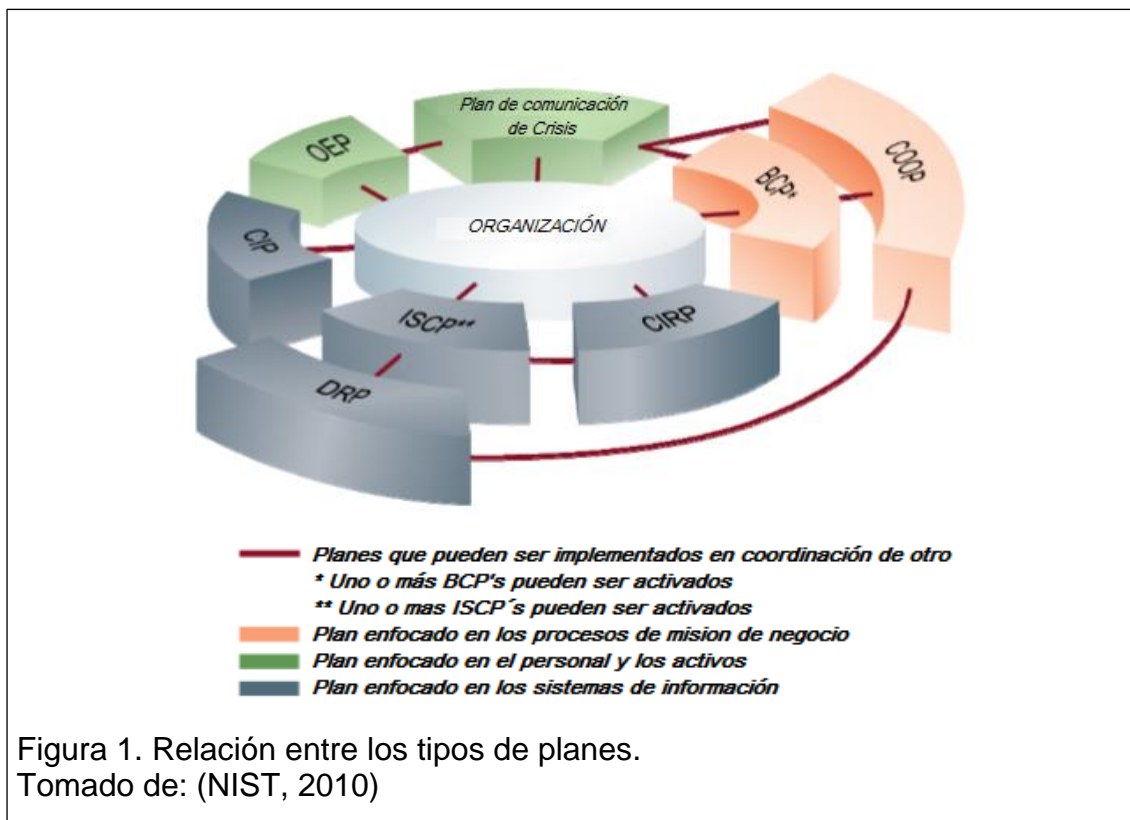 Plan de comunicación
de Crisis
OEP
COOP
BCP*
CIP
ORGANIZACIÓN
ISCP**
CIRP
DRP
Planes que pueden ser implementados en coordinación de otro
* Uno o más BCP's pueden ser activados
** Uno o mas ISCP´s pueden ser activados
Plan enfocado en los procesos de mision de negocio
Plan enfocado en el personal y los activos
Plan enfocado en los sistemas de información
Figura 1. Relación entre los tipos de planes.
Tomado de: (NIST, 2010)